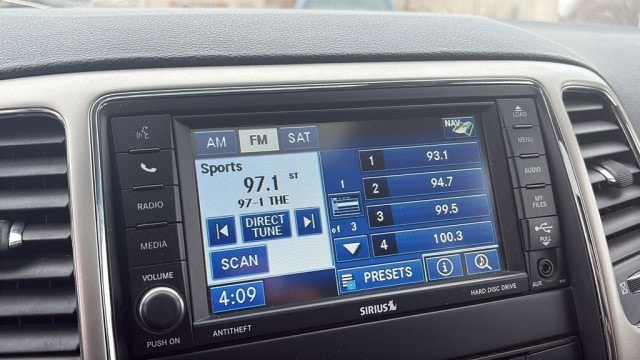 LOAD
MENU
AUDIO
MY
FILES
PULL
AUX
RADIO
MEDIA
VOLUME
PUSH ON
AM FM SAT
NAV
Sports
97.1 ST
97-1 THE
DIRECT
TUNE
SCAN
4:09
1
of 3
1 93.1
2 94.7
3 99.5
4 100.3
PRESETS
ANTITHEFT
SIRIUS
HARD DISC DRIVE